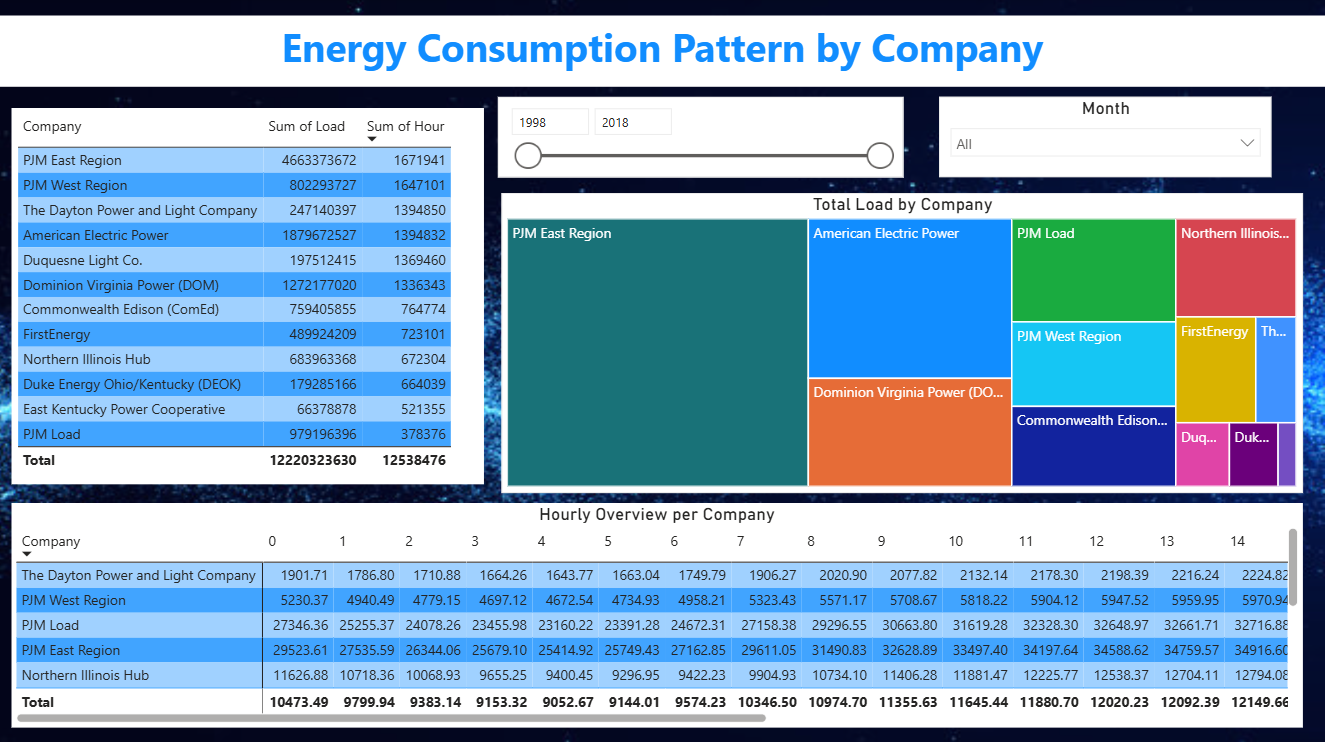 Energy Consumption Pattern by Company
Company Sum of Load Sum of Hour
PJM East Region 4663373672 1671941
PJM West Region 802293727 1647101
The Dayton Power and Light Company 247140397 1394850
American Electric Power 1879672527 1394832
Duquesne Light Co. 197512415 1369460
Dominion Virginia Power (DOM) 1272177020 1336343
Commonwealth Edison (ComEd) 759405855 764774
FirstEnergy 489924209 723101
Northern Illinois Hub 683963368 672304
Duke Energy Ohio/Kentucky (DEOK) 179285166 664039
East Kentucky Power Cooperative 66378878 521355
PJM Load 979196396 378376
Total 12220323630 12538476
1998 2018
Month
All
Total Load by Company
PJM East Region
American Electric Power
Dominion Virginia Power (DO...
PJM Load
PJM West Region
Commonwealth Edison...
Northern Illinois...
FirstEnergy
Th...
Duq...
Duk...
Hourly Overview per Company
Company 0 1 2 3 4 5 6 7 8 9 10 11 12 13 14
The Dayton Power and Light Company 1901.71 1786.80 1710.88 1664.26 1643.77 1663.04 1749.79 1906.27 2020.90 2077.82 2132.14 2178.30 2198.39 2216.24 2224.82
PJM West Region 5230.37 4940.49 4779.15 4697.12 4672.54 4734.93 4958.21 5323.43 5571.17 5708.67 5818.22 5904.12 5947.52 5959.95 5970.94
PJM Load 27346.36 25255.37 24078.26 23455.98 23160.22 23391.28 24672.31 27158.38 29296.55 30663.80 31619.28 32328.30 32648.97 32661.71 32716.88
PJM East Region 29523.61 27535.59 26344.06 25679.10 25414.92 25749.43 27162.85 29611.05 31490.83 32628.89 33497.40 34197.64 34588.62 34759.57 34916.60
Northern Illinois Hub 11626.88 10718.36 10068.93 9655.25 9400.45 9296.95 9422.23 9904.93 10734.10 11406.28 11881.47 12225.77 12538.37 12704.11 12794.08
Total 10473.49 9799.94 9383.14 9153.32 9052.67 9144.01 9574.23 10346.50 10974.70 11355.63 11645.44 11880.70 12020.23 12092.39 12149.66